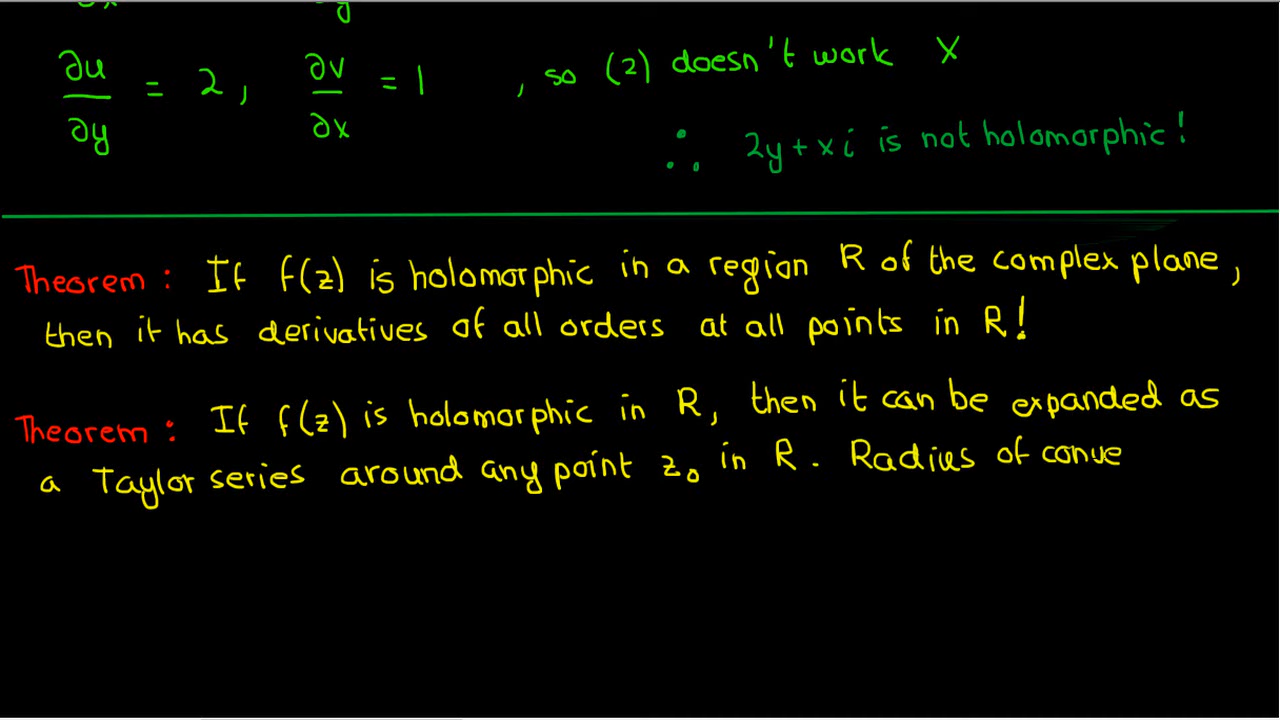 ∂u/∂y = 2, ∂v/∂x = 1 , so (2) doesn't work X
∴ 2y + xi is not holomorphic!
Theorem: If f(z) is holomorphic in a region R of the complex plane,
then it has derivatives of all orders at all points in R!
Theorem: If f(z) is holomorphic in R, then it can be expanded as
a Taylor series around any point z₀ in R. Radius of conve